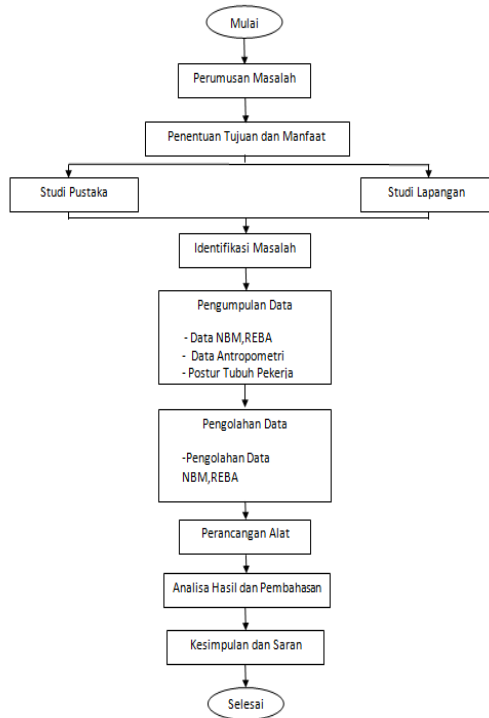 Mulai
Perumusan Masalah
Penentuan Tujuan dan Manfaat
Studi Pustaka
Studi Lapangan
Identifikasi Masalah
Pengumpulan Data
- Data NBM,REBA
- Data Antropometri
- Postur Tubuh Pekerja
Pengolahan Data
-Pengolahan Data
NBM,REBA
Perancangan Alat
Analisa Hasil dan Pembahasan
Kesimpulan dan Saran
Selesai